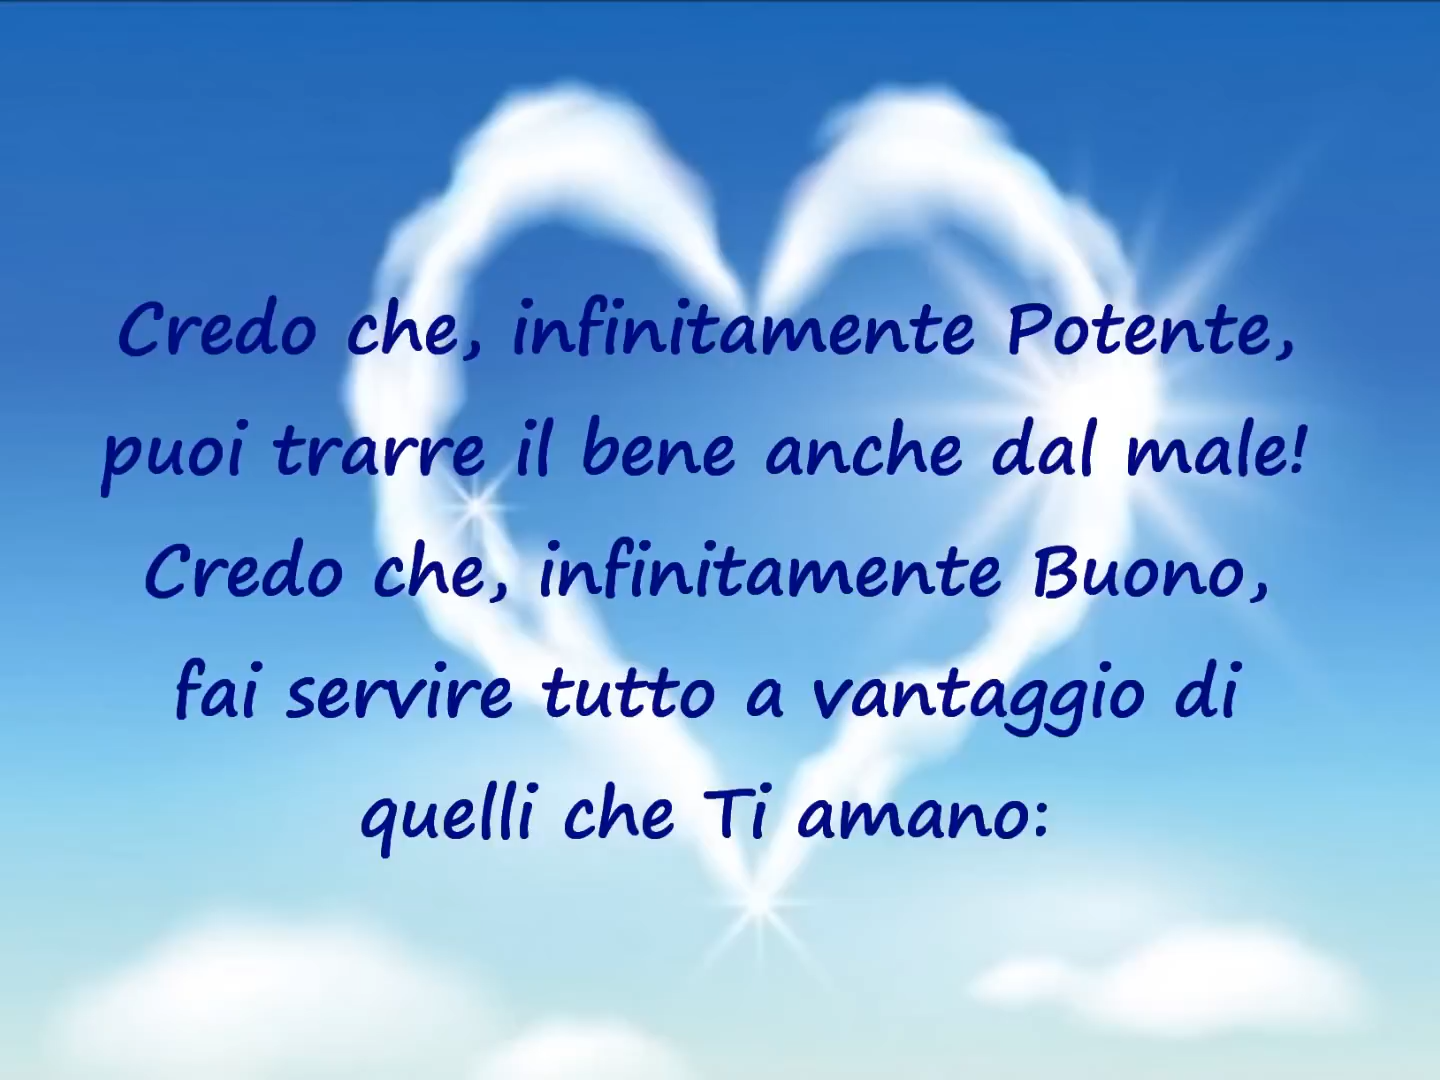 Credo che, infinitamente Potente,
puoi trarre il bene anche dal male!
Credo che, infinitamente Buono,
fai servire tutto a vantaggio di
quelli che Ti amano: